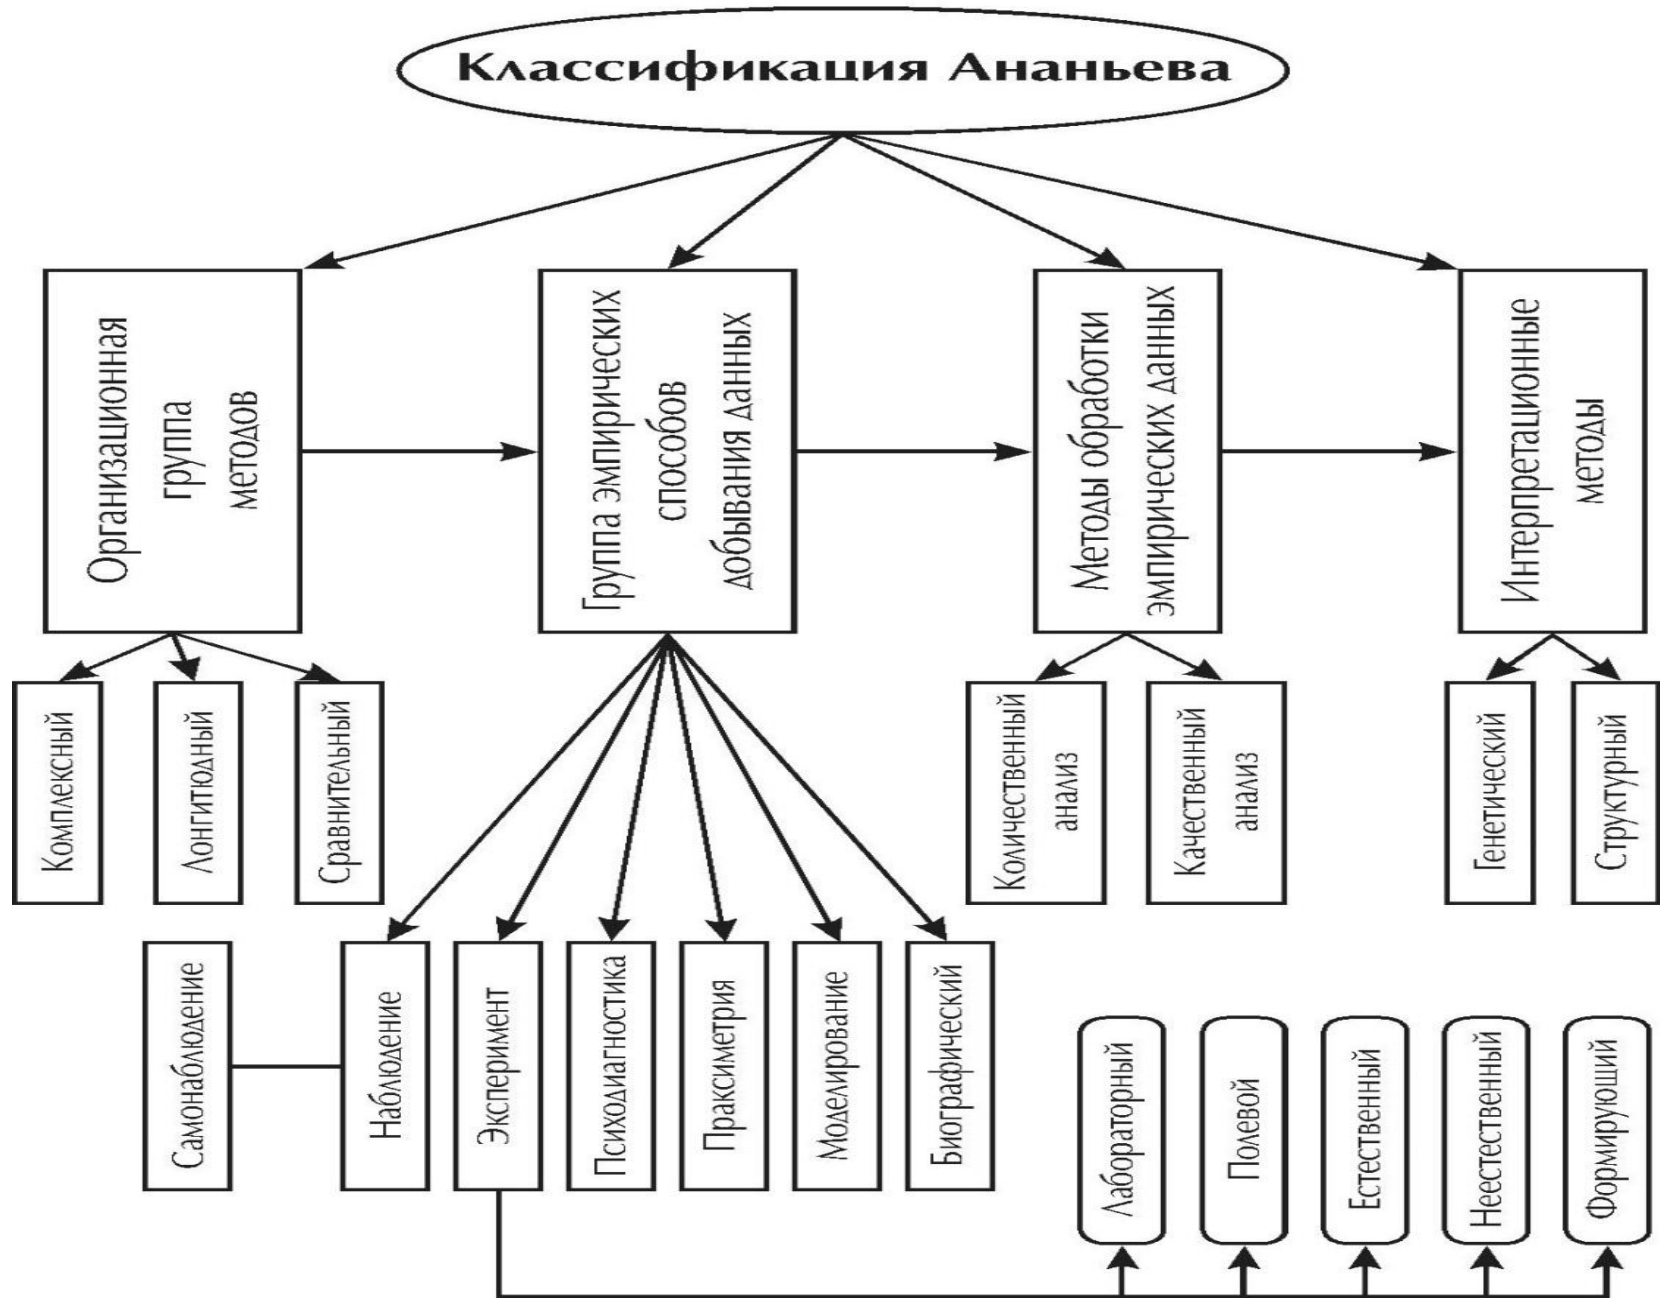 Классификация Ананьева
Организационная
группа
методов
Группа эмпирических
способов
добывания данных
Методы обработки
эмпирических данных
Интерпретационные
методы
Комплексный
Лонгитюдный
Сравнительный
Количественный
анализ
Качественный
анализ
Генетический
Структурный
Самонаблюдение
Наблюдение
Эксперимент
Психодиагностика
Праксиметрия
Моделирование
Биографический
Лабораторный
Полевой
Естественный
Неестественный
Формирующий